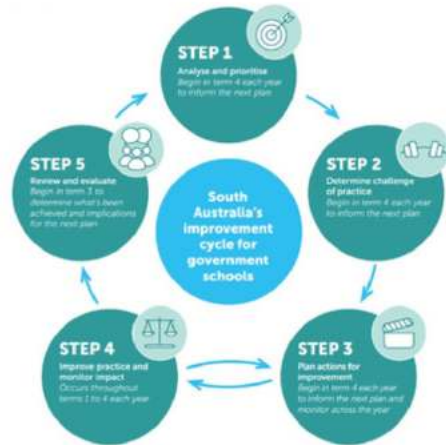 STEP 1
Analyse and prioritise
Begin in term 4 each year
to inform the next plan
STEP 2
Determine challenge
of practice
Begin in term 4 each year
to inform the next plan
STEP 3
Plan actions for
improvement
Begin in term 4 each year
to inform the next plan and
monitor across the year
STEP 4
Improve practice and
monitor impact
Occurs throughout
terms 1 to 4 each year
STEP 5
Review and evaluate
Begin in term 3 to
determine what's been
achieved and implications
for the next plan
South
Australia's
improvement
cycle for
government
schools